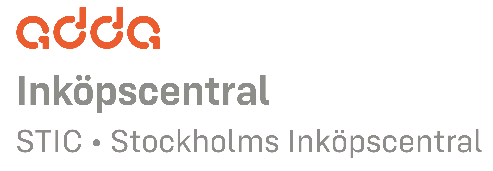 adda
Inköpscentral
STIC • Stockholms Inköpscentral